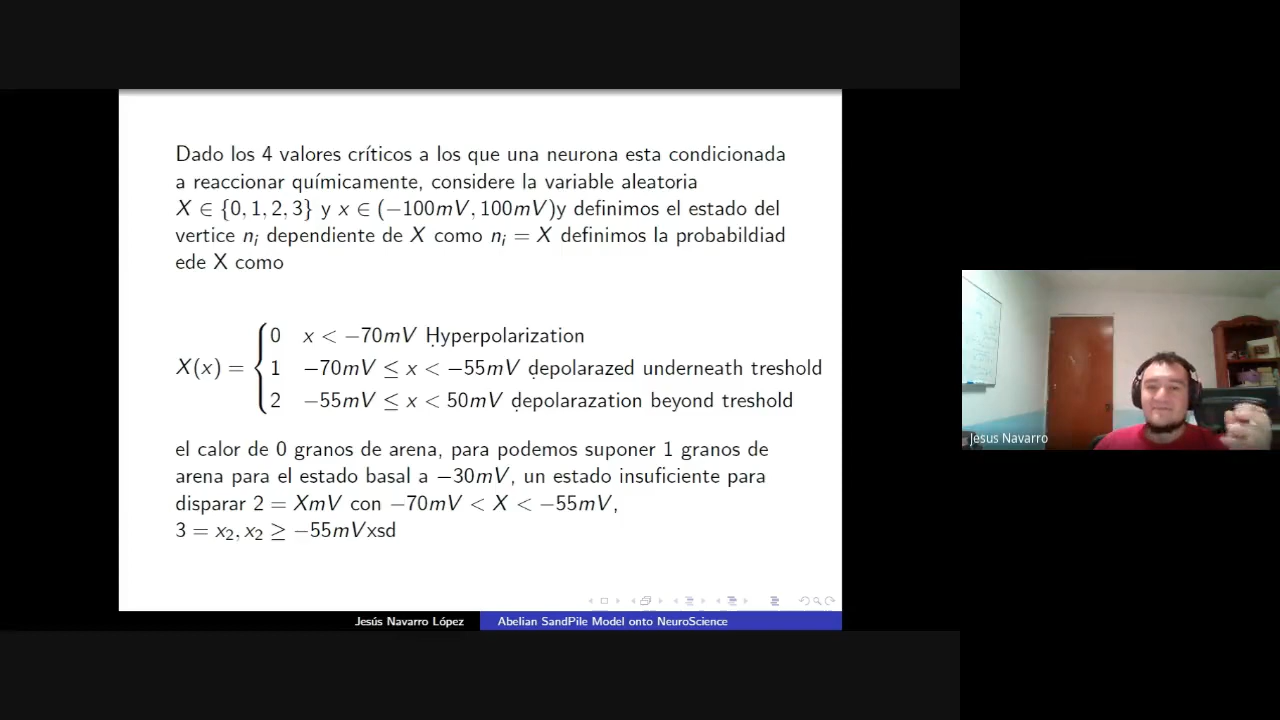 Dado los 4 valores críticos a los que una neurona esta condicionada
a reaccionar químicamente, considere la variable aleatoria
X ∈ {0, 1, 2, 3} y x ∈ (−100mV, 100mV)y definimos el estado del
vertice nᵢ dependiente de X como nᵢ = X definimos la probabildiad
ede X como
X(x) = {
0 x < −70mV Hyperpolarization
1 −70mV ≤ x < −55mV depolarazed underneath treshold
2 −55mV ≤ x < 50mV depolarazation beyond treshold
el calor de 0 granos de arena, para podemos suponer 1 granos de
arena para el estado basal a −30mV, un estado insuficiente para
disparar 2 = XmV con −70mV < X < −55mV,
3 = x₂, x₂ ≥ −55mVxsd
Jesús Navarro López
Abelian SandPile Model onto NeuroScience
Jesus Navarro